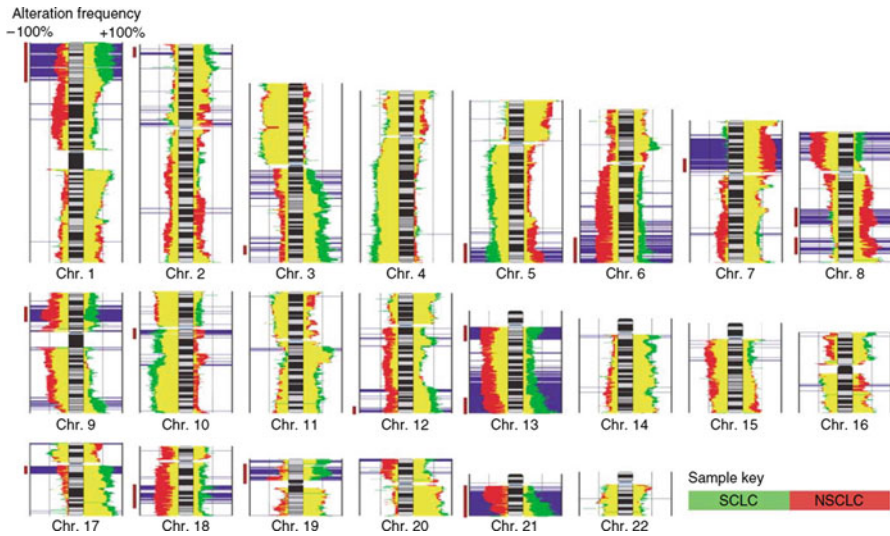 Alteration frequency
−100% +100%
Chr. 1 Chr. 2 Chr. 3 Chr. 4 Chr. 5 Chr. 6 Chr. 7 Chr. 8
Chr. 9 Chr. 10 Chr. 11 Chr. 12 Chr. 13 Chr. 14 Chr. 15 Chr. 16
Sample key
SCLC NSCLC
Chr. 17 Chr. 18 Chr. 19 Chr. 20 Chr. 21 Chr. 22